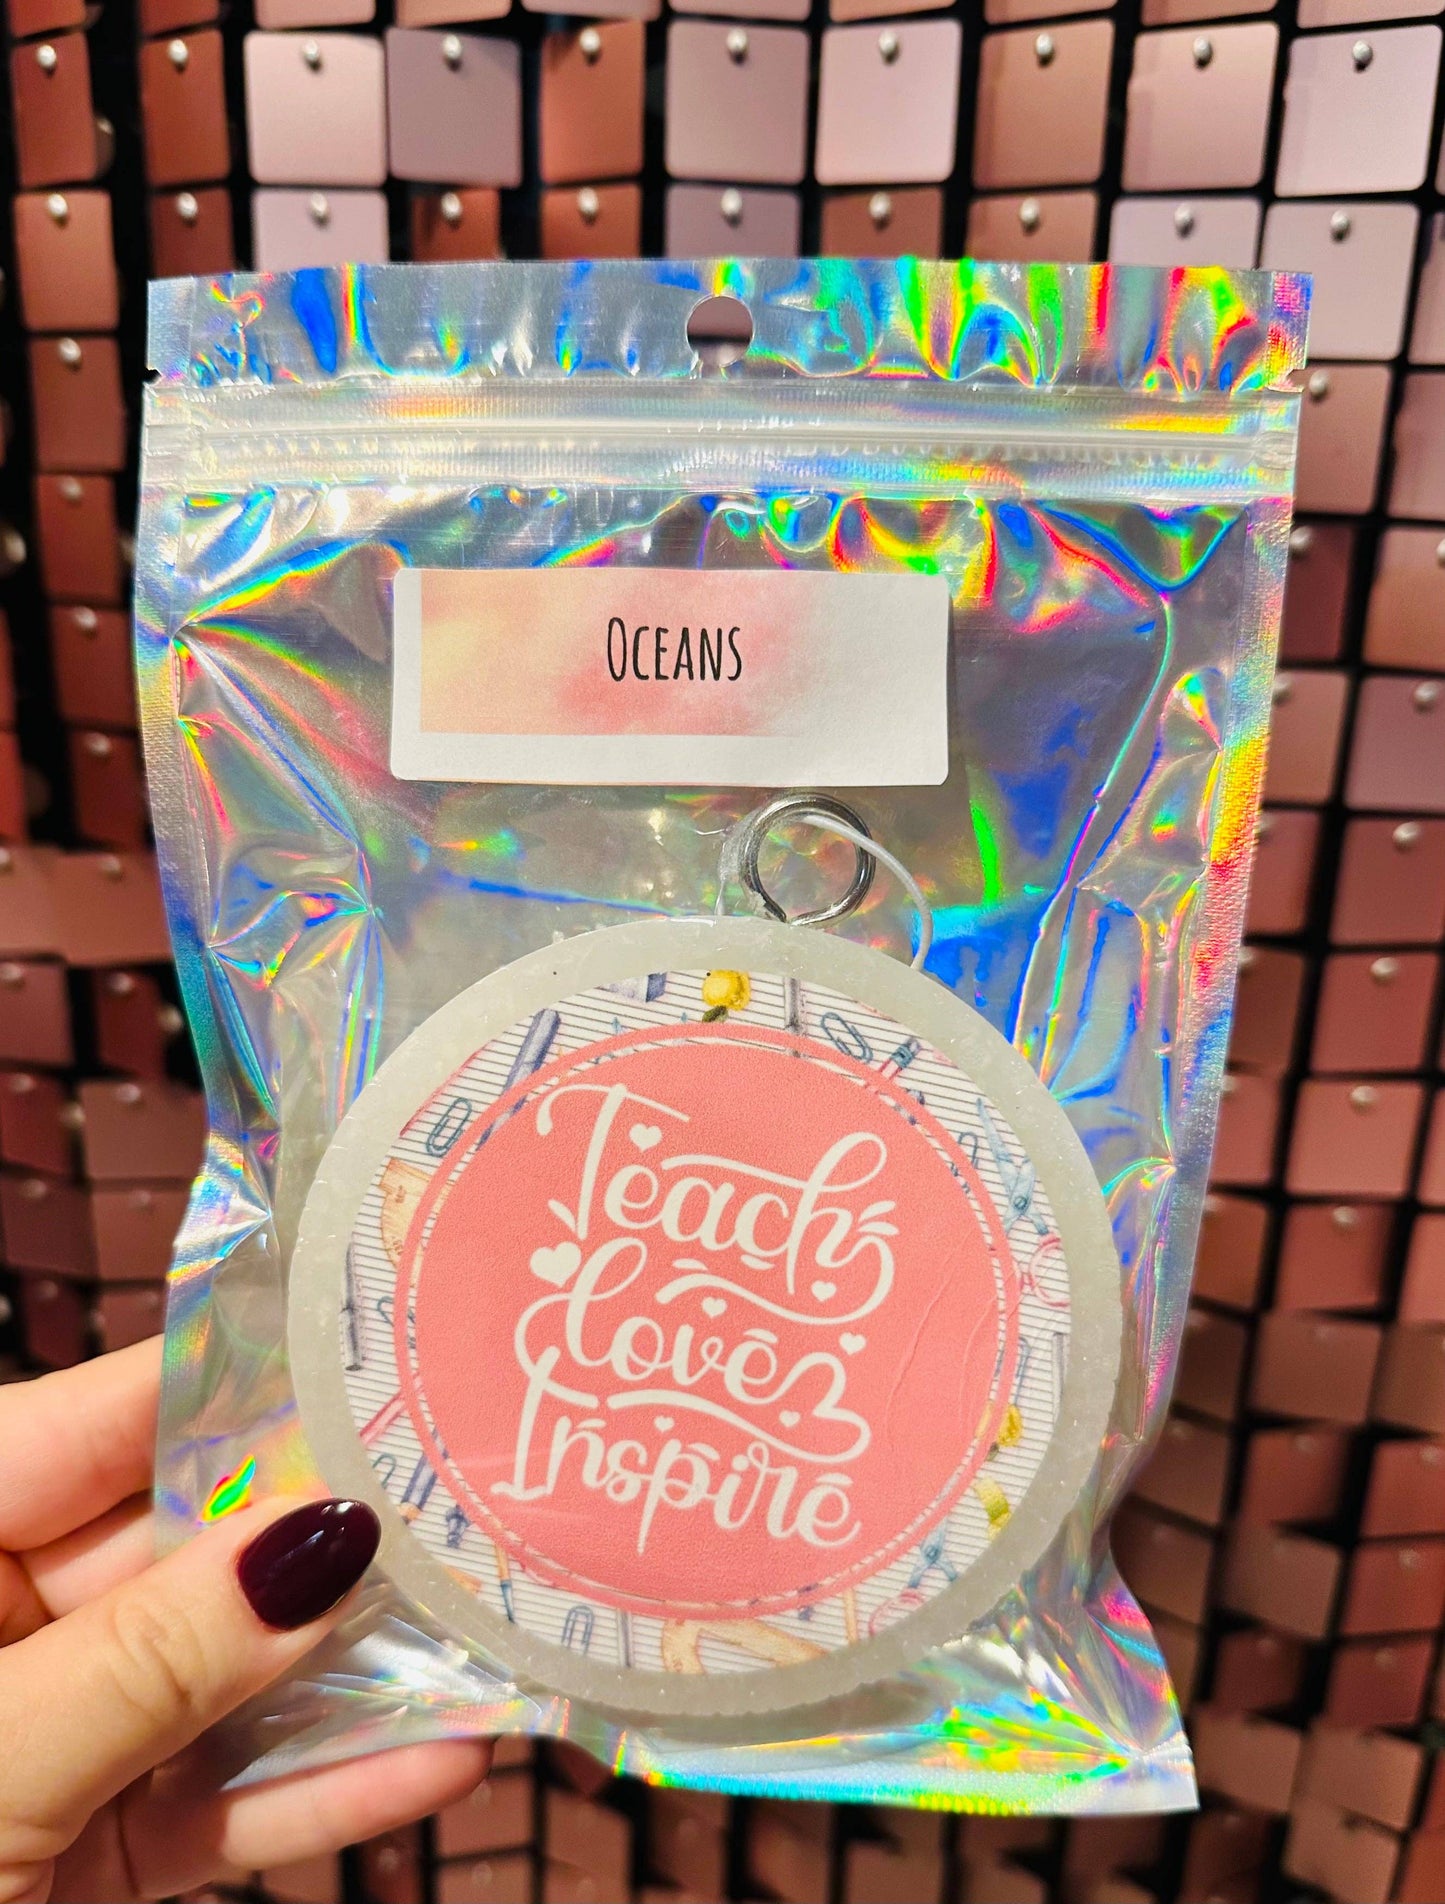 Oceans
Teach
love
Inspire